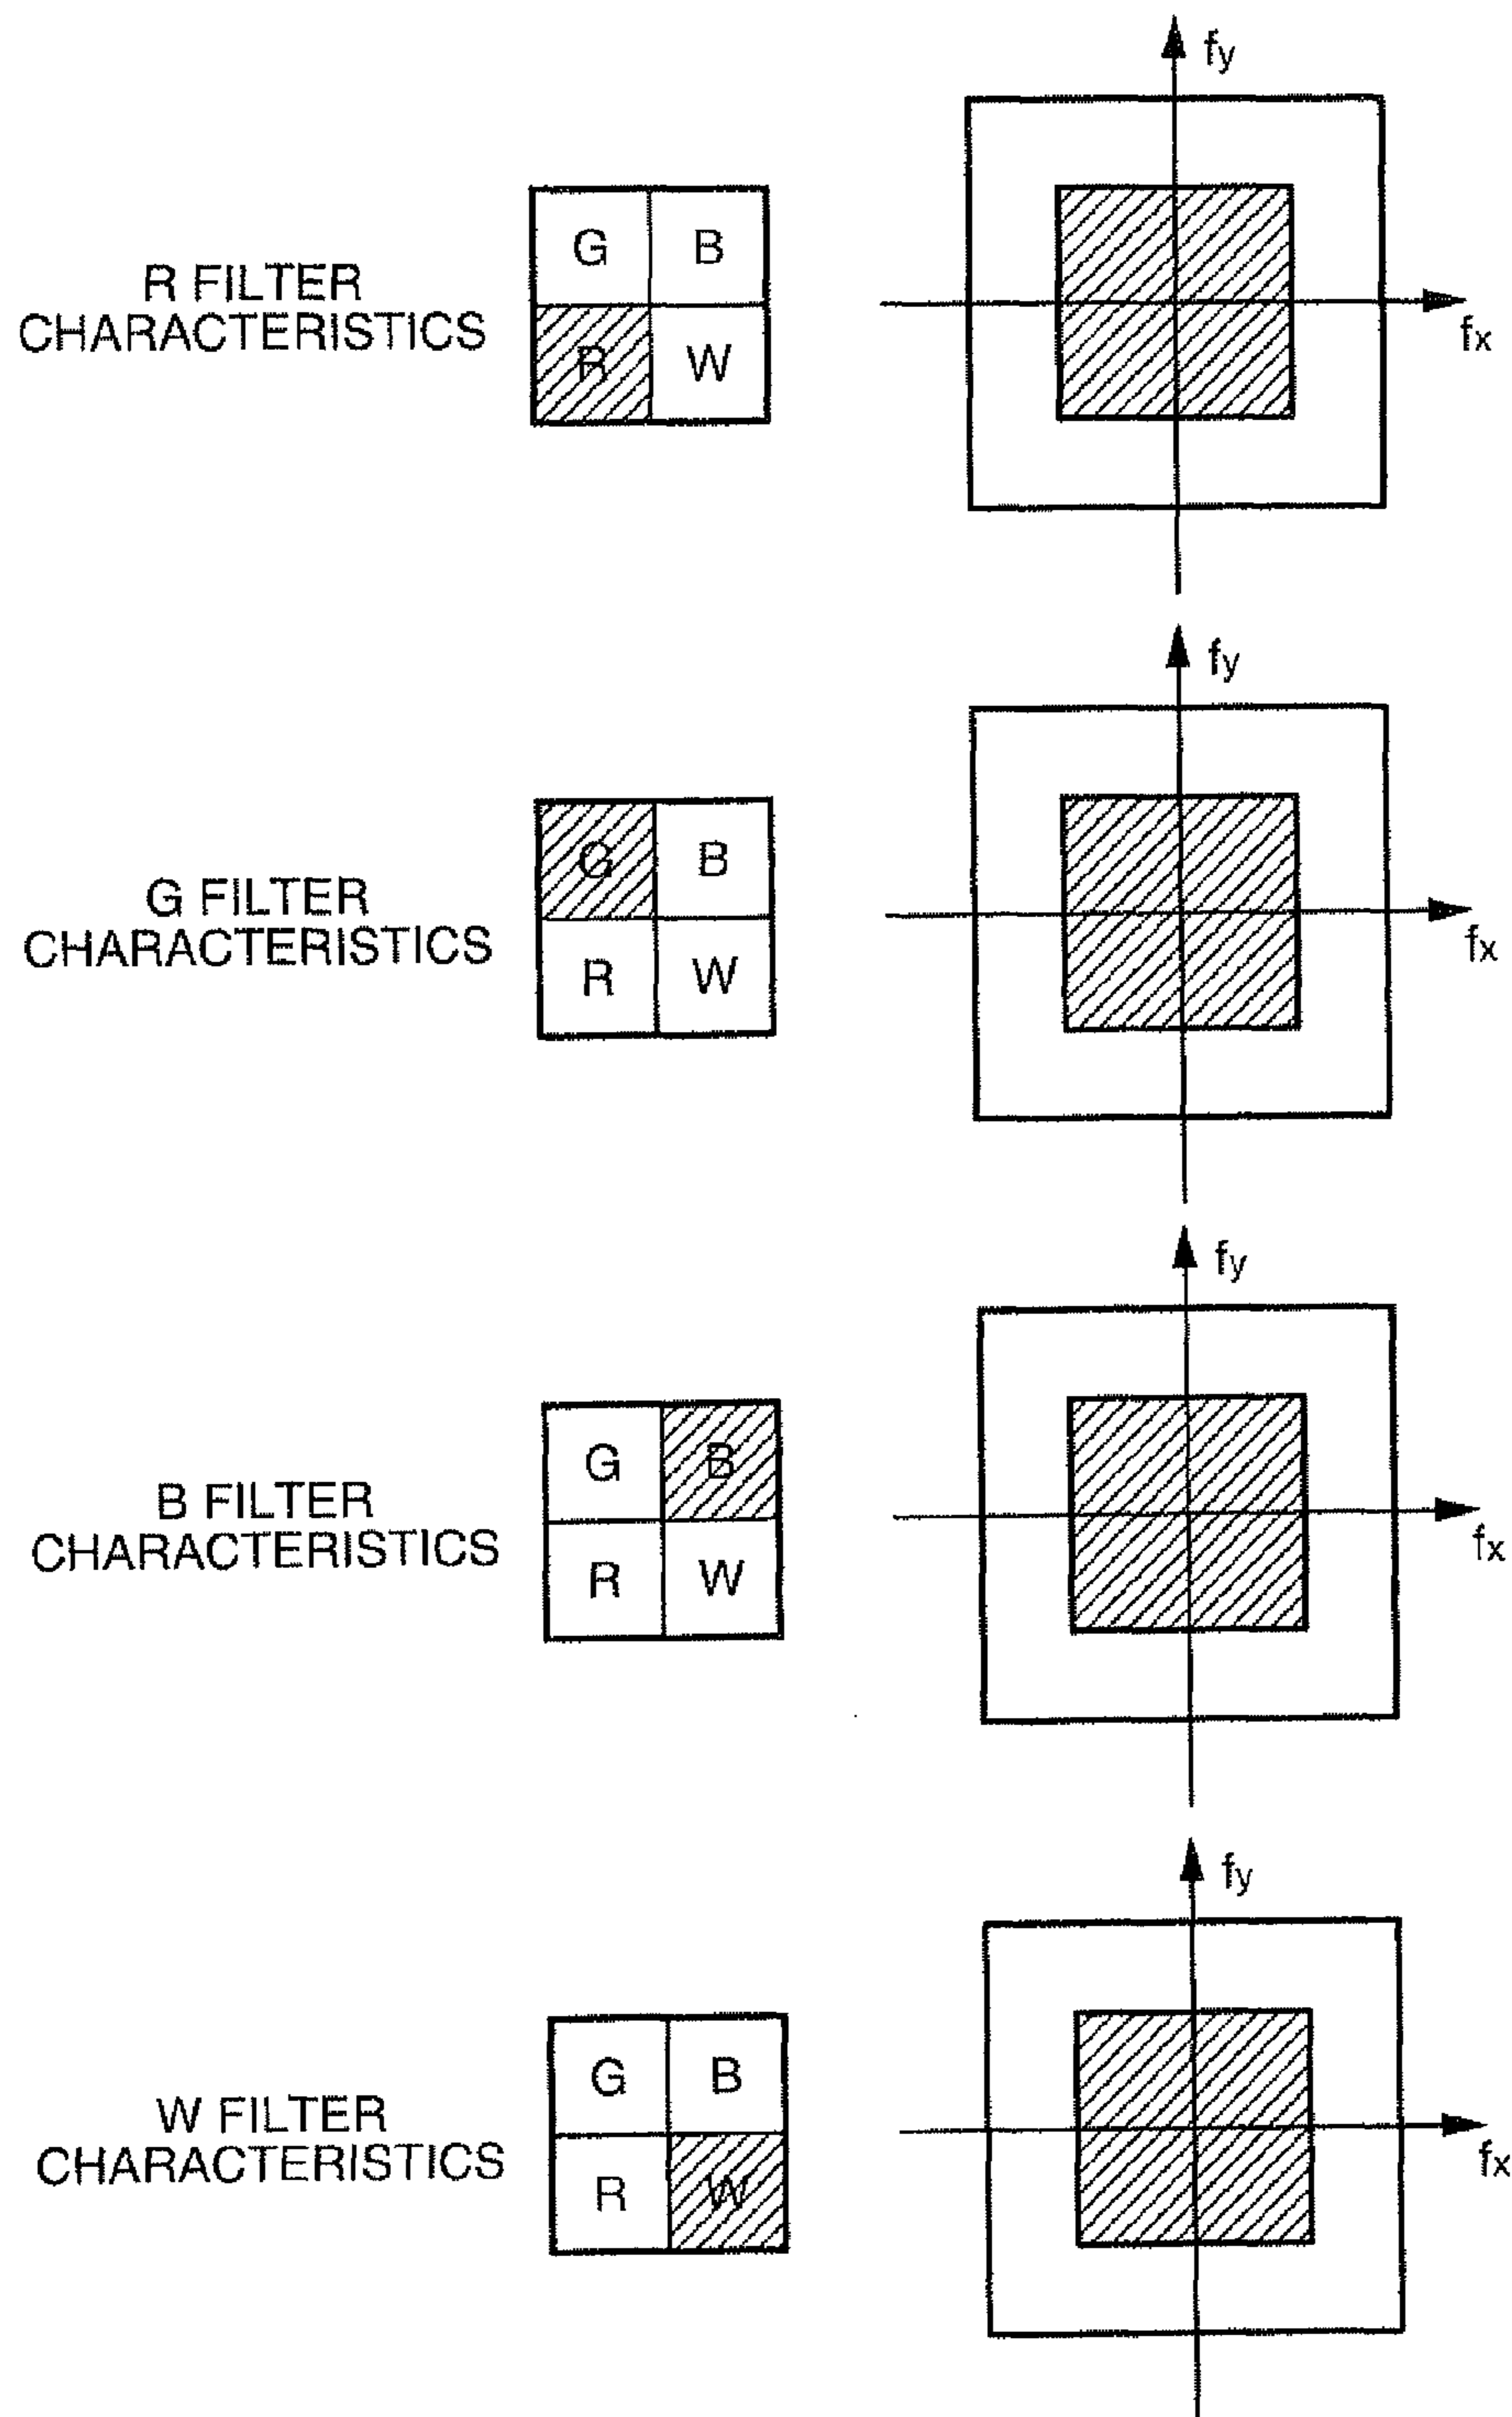 fy
G B
R FILTER
CHARACTERISTICS
R W
fx
fy
G B
G FILTER
CHARACTERISTICS
R W
fx
fy
G B
B FILTER
CHARACTERISTICS
R W
fx
fy
G B
W FILTER
CHARACTERISTICS
R W
fx